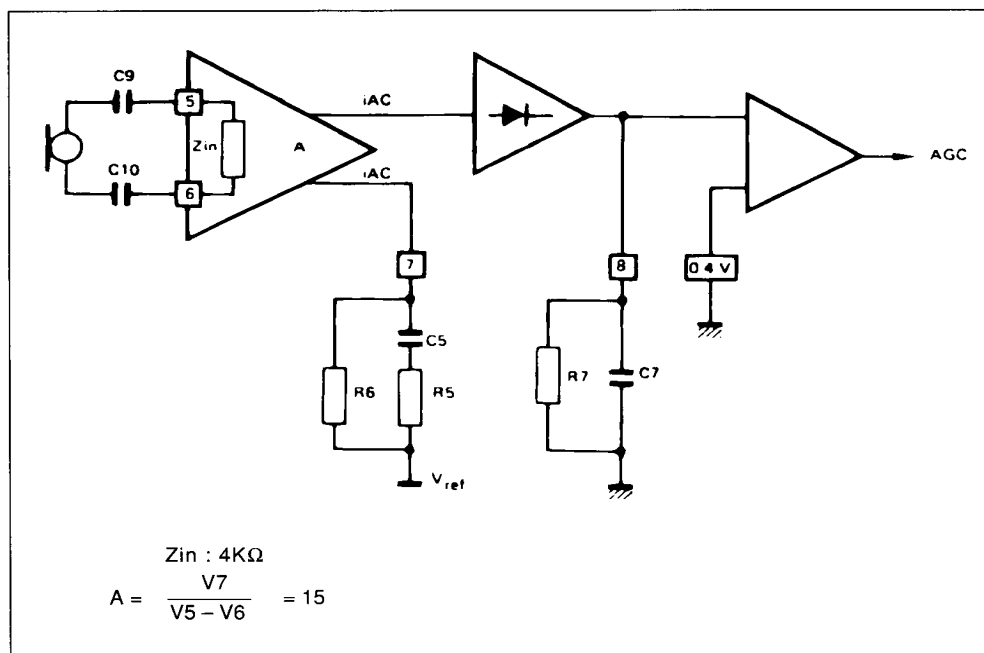 C9
5
iAC
Zin
A
AGC
C10
6
iAC
7
8
0 4 V
C5
R6
R5
R7
C7
Vref
Zin : 4KΩ
V7
A = = 15
V5 – V6